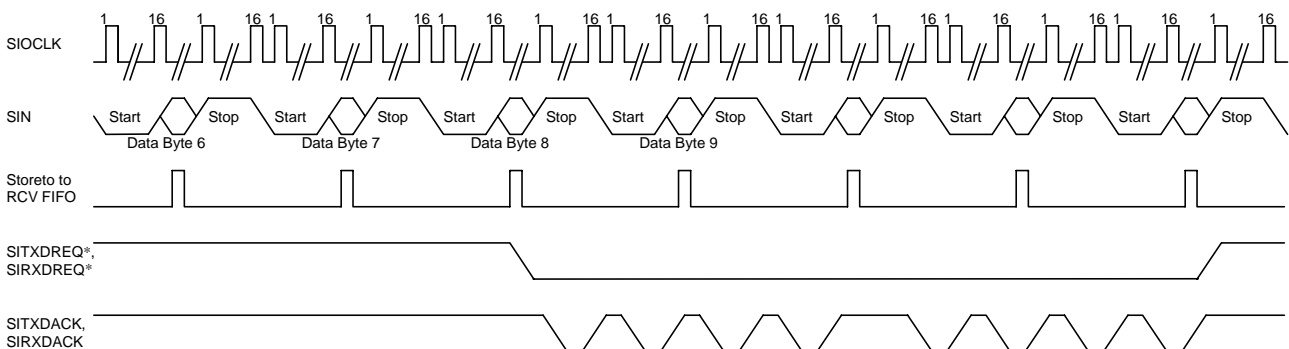 1 16 1 16 1 16 1 16 1 16 1 16 1 16 1 16 1 16 1 16 1 16 1 16 1 16 1 16
SIOCLK
SIN Start Stop Start Stop Start Stop Start Stop Start Stop Start Stop Start Stop
Data Byte 6 Data Byte 7 Data Byte 8 Data Byte 9
Storeto to
RCV FIFO
SITXDREQ*,
SIRXDREQ*
SITXDACK,
SIRXDACK